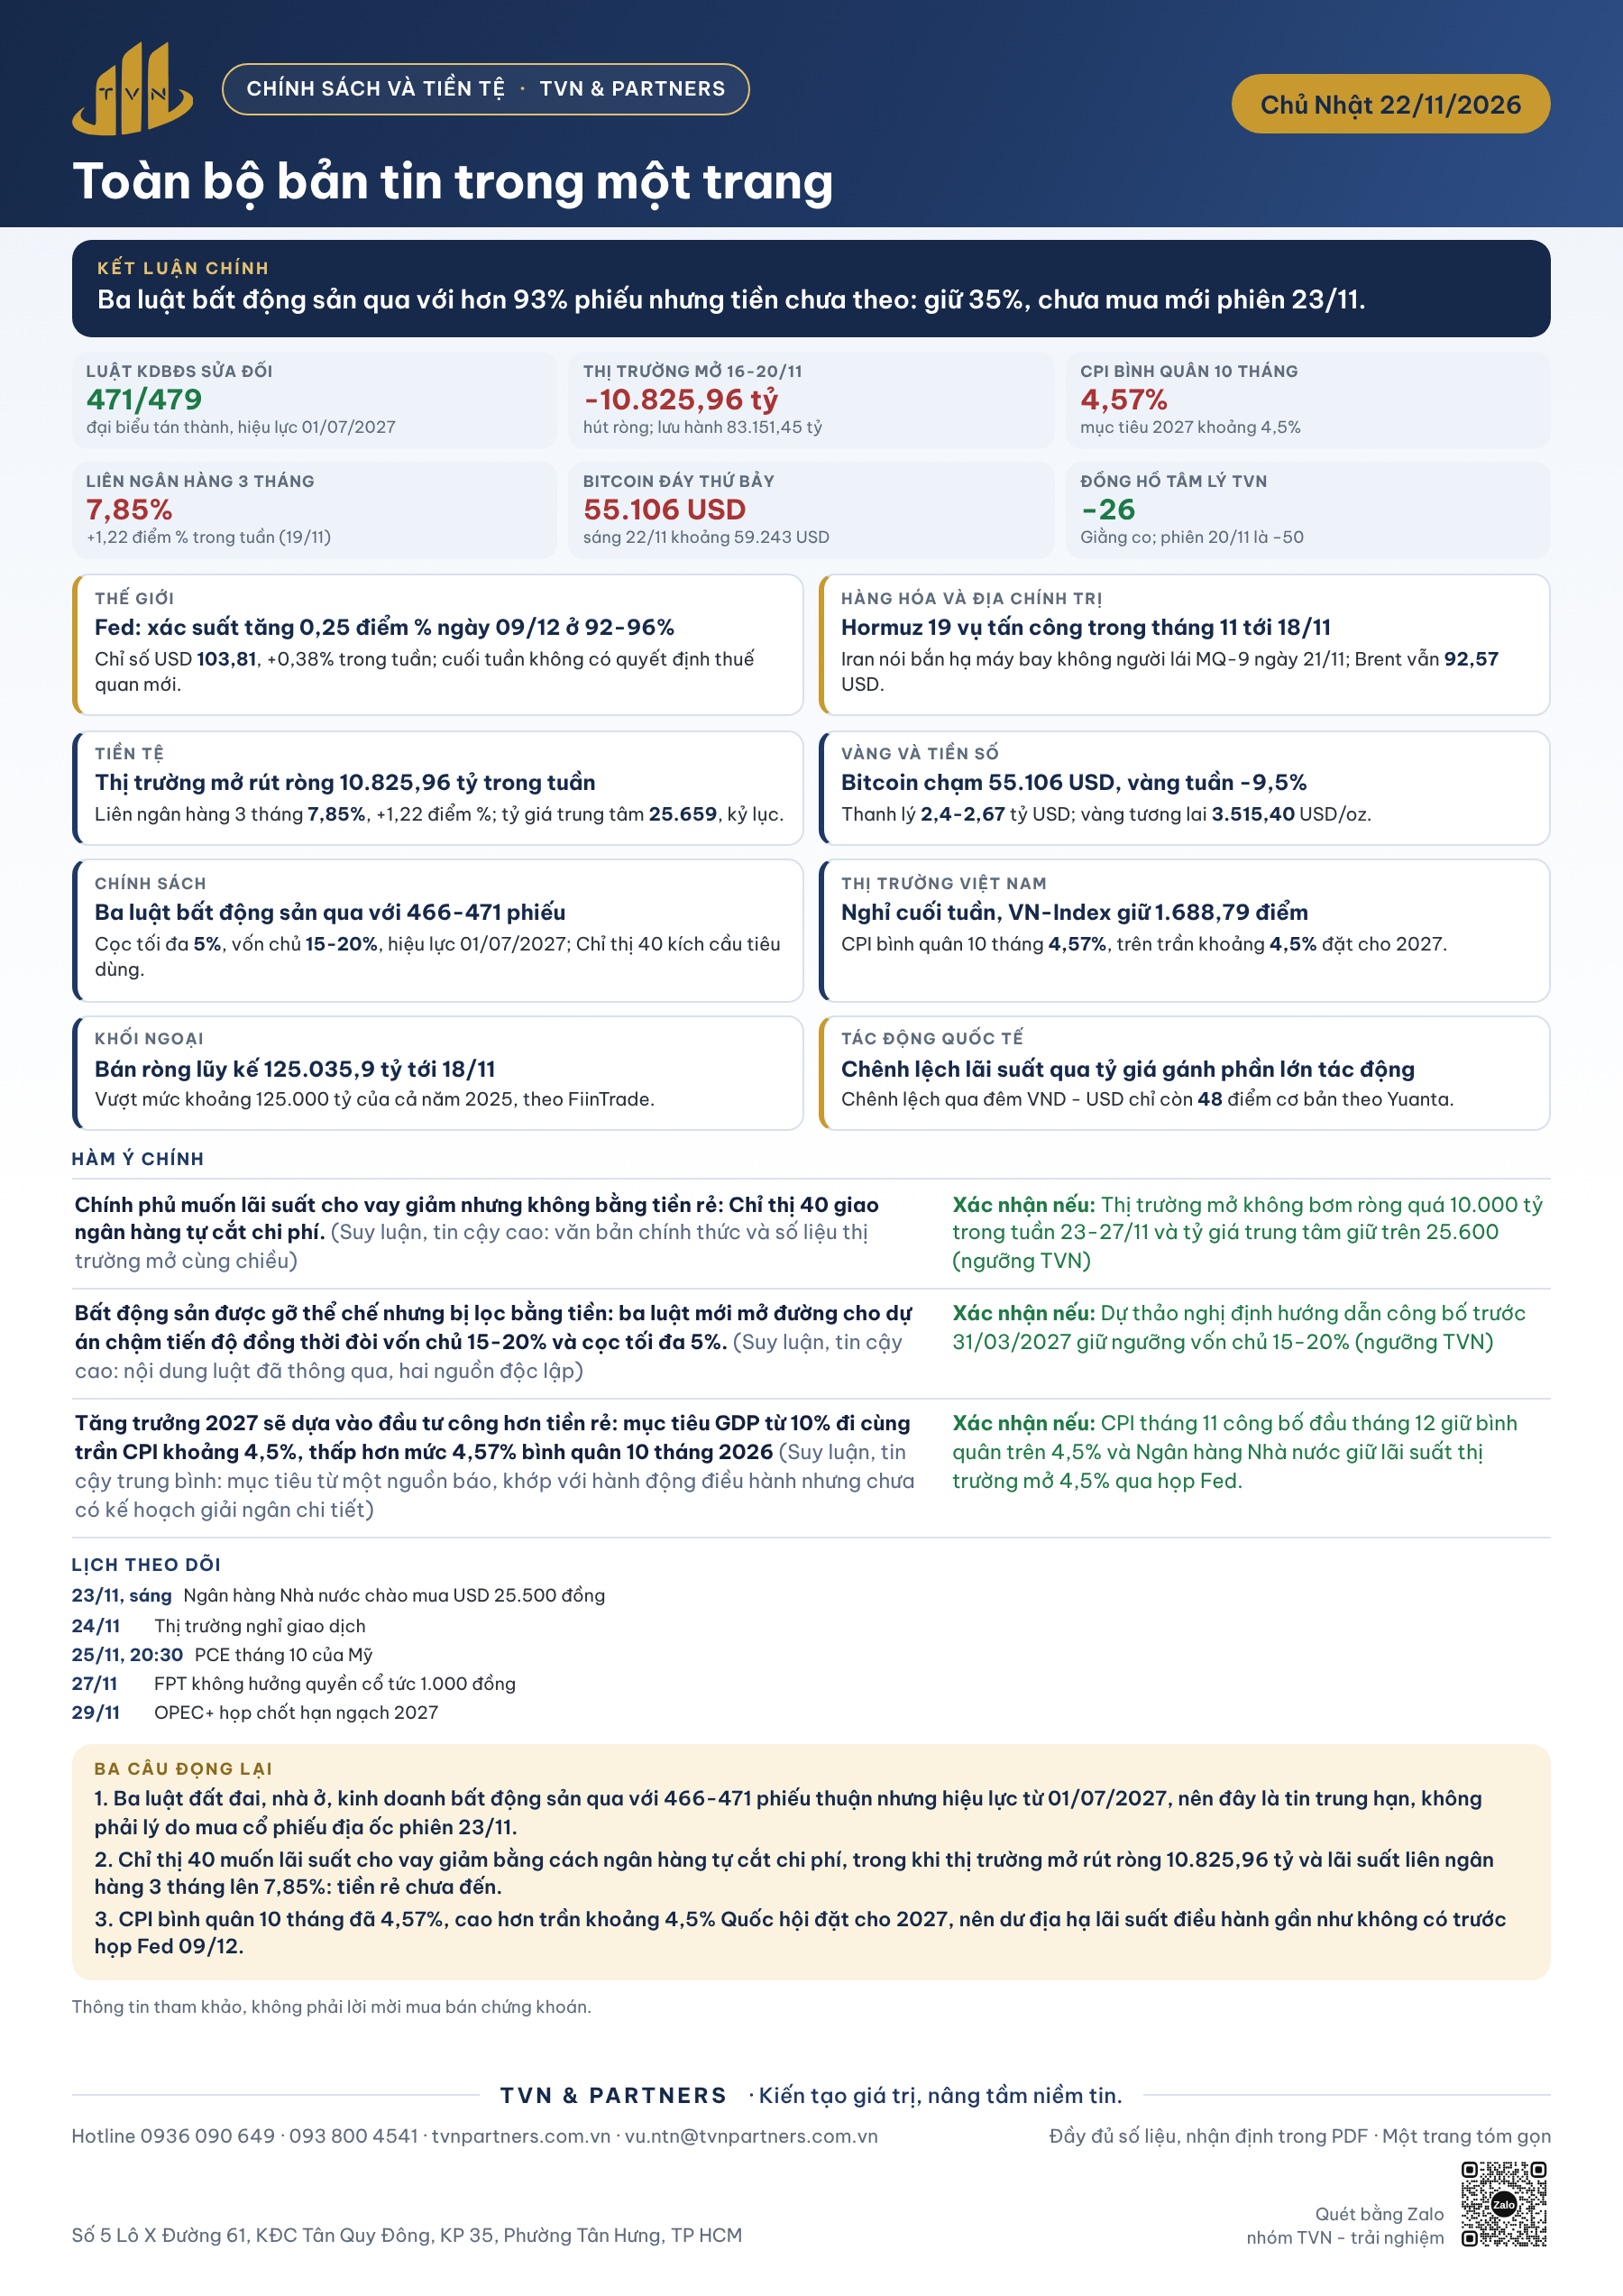 TVN
CHÍNH SÁCH VÀ TIỀN TỆ · TVN & PARTNERS
Chủ Nhật 22/11/2026
Toàn bộ bản tin trong một trang
KẾT LUẬN CHÍNH
Ba luật bất động sản qua với hơn 93% phiếu nhưng tiền chưa theo: giữ 35%, chưa mua mới phiên 23/11.
LUẬT KDBĐS SỬA ĐỔI
471/479
đại biểu tán thành, hiệu lực 01/07/2027
THỊ TRƯỜNG MỞ 16-20/11
-10.825,96 tỷ
hút ròng; lưu hành 83.151,45 tỷ
CPI BÌNH QUÂN 10 THÁNG
4,57%
mục tiêu 2027 khoảng 4,5%
LIÊN NGÂN HÀNG 3 THÁNG
7,85%
+1,22 điểm % trong tuần (19/11)
BITCOIN ĐÁY THỨ BẢY
55.106 USD
sáng 22/11 khoảng 59.243 USD
ĐỒNG HỒ TÂM LÝ TVN
−26
Giằng co; phiên 20/11 là −50
THẾ GIỚI
Fed: xác suất tăng 0,25 điểm % ngày 09/12 ở 92-96%
Chỉ số USD 103,81, +0,38% trong tuần; cuối tuần không có quyết định thuế
quan mới.
HÀNG HÓA VÀ ĐỊA CHÍNH TRỊ
Hormuz 19 vụ tấn công trong tháng 11 tới 18/11
Iran nói bắn hạ máy bay không người lái MQ-9 ngày 21/11; Brent vẫn 92,57
USD.
TIỀN TỆ
Thị trường mở rút ròng 10.825,96 tỷ trong tuần
Liên ngân hàng 3 tháng 7,85%, +1,22 điểm %; tỷ giá trung tâm 25.659, kỷ lục.
VÀNG VÀ TIỀN SỐ
Bitcoin chạm 55.106 USD, vàng tuần -9,5%
Thanh lý 2,4-2,67 tỷ USD; vàng tương lai 3.515,40 USD/oz.
CHÍNH SÁCH
Ba luật bất động sản qua với 466-471 phiếu
Cọc tối đa 5%, vốn chủ 15-20%, hiệu lực 01/07/2027; Chỉ thị 40 kích cầu tiêu
dùng.
THỊ TRƯỜNG VIỆT NAM
Nghỉ cuối tuần, VN-Index giữ 1.688,79 điểm
CPI bình quân 10 tháng 4,57%, trên trần khoảng 4,5% đặt cho 2027.
KHỐI NGOẠI
Bán ròng lũy kế 125.035,9 tỷ tới 18/11
Vượt mức khoảng 125.000 tỷ của cả năm 2025, theo FiinTrade.
TÁC ĐỘNG QUỐC TẾ
Chênh lệch lãi suất qua tỷ giá gánh phần lớn tác động
Chênh lệch qua đêm VND - USD chỉ còn 48 điểm cơ bản theo Yuanta.
HÀM Ý CHÍNH
Chính phủ muốn lãi suất cho vay giảm nhưng không bằng tiền rẻ: Chỉ thị 40 giao
ngân hàng tự cắt chi phí. (Suy luận, tin cậy cao: văn bản chính thức và số liệu thị
trường mở cùng chiều)
Xác nhận nếu: Thị trường mở không bơm ròng quá 10.000 tỷ
trong tuần 23-27/11 và tỷ giá trung tâm giữ trên 25.600
(ngưỡng TVN)
Bất động sản được gỡ thể chế nhưng bị lọc bằng tiền: ba luật mới mở đường cho dự
án chậm tiến độ đồng thời đòi vốn chủ 15-20% và cọc tối đa 5%. (Suy luận, tin cậy
cao: nội dung luật đã thông qua, hai nguồn độc lập)
Xác nhận nếu: Dự thảo nghị định hướng dẫn công bố trước
31/03/2027 giữ ngưỡng vốn chủ 15-20% (ngưỡng TVN)
Tăng trưởng 2027 sẽ dựa vào đầu tư công hơn tiền rẻ: mục tiêu GDP từ 10% đi cùng
trần CPI khoảng 4,5%, thấp hơn mức 4,57% bình quân 10 tháng 2026 (Suy luận, tin
cậy trung bình: mục tiêu từ một nguồn báo, khớp với hành động điều hành nhưng chưa
có kế hoạch giải ngân chi tiết)
Xác nhận nếu: CPI tháng 11 công bố đầu tháng 12 giữ bình
quân trên 4,5% và Ngân hàng Nhà nước giữ lãi suất thị
trường mở 4,5% qua họp Fed.
LỊCH THEO DÕI
23/11, sáng Ngân hàng Nhà nước chào mua USD 25.500 đồng
24/11 Thị trường nghỉ giao dịch
25/11, 20:30 PCE tháng 10 của Mỹ
27/11 FPT không hưởng quyền cổ tức 1.000 đồng
29/11 OPEC+ họp chốt hạn ngạch 2027
BA CÂU ĐỌNG LẠI
1. Ba luật đất đai, nhà ở, kinh doanh bất động sản qua với 466-471 phiếu thuận nhưng hiệu lực từ 01/07/2027, nên đây là tin trung hạn, không
phải lý do mua cổ phiếu địa ốc phiên 23/11.
2. Chỉ thị 40 muốn lãi suất cho vay giảm bằng cách ngân hàng tự cắt chi phí, trong khi thị trường mở rút ròng 10.825,96 tỷ và lãi suất liên ngân
hàng 3 tháng lên 7,85%: tiền rẻ chưa đến.
3. CPI bình quân 10 tháng đã 4,57%, cao hơn trần khoảng 4,5% Quốc hội đặt cho 2027, nên dư địa hạ lãi suất điều hành gần như không có trước
họp Fed 09/12.
Thông tin tham khảo, không phải lời mời mua bán chứng khoán.
TVN & PARTNERS · Kiến tạo giá trị, nâng tầm niềm tin.
Hotline 0936 090 649 · 093 800 4541 · tvnpartners.com.vn · vu.ntn@tvnpartners.com.vn
Đầy đủ số liệu, nhận định trong PDF · Một trang tóm gọn
Quét bằng Zalo
nhóm TVN - trải nghiệm
Zalo
Số 5 Lô X Đường 61, KĐC Tân Quy Đông, KP 35, Phường Tân Hưng, TP HCM